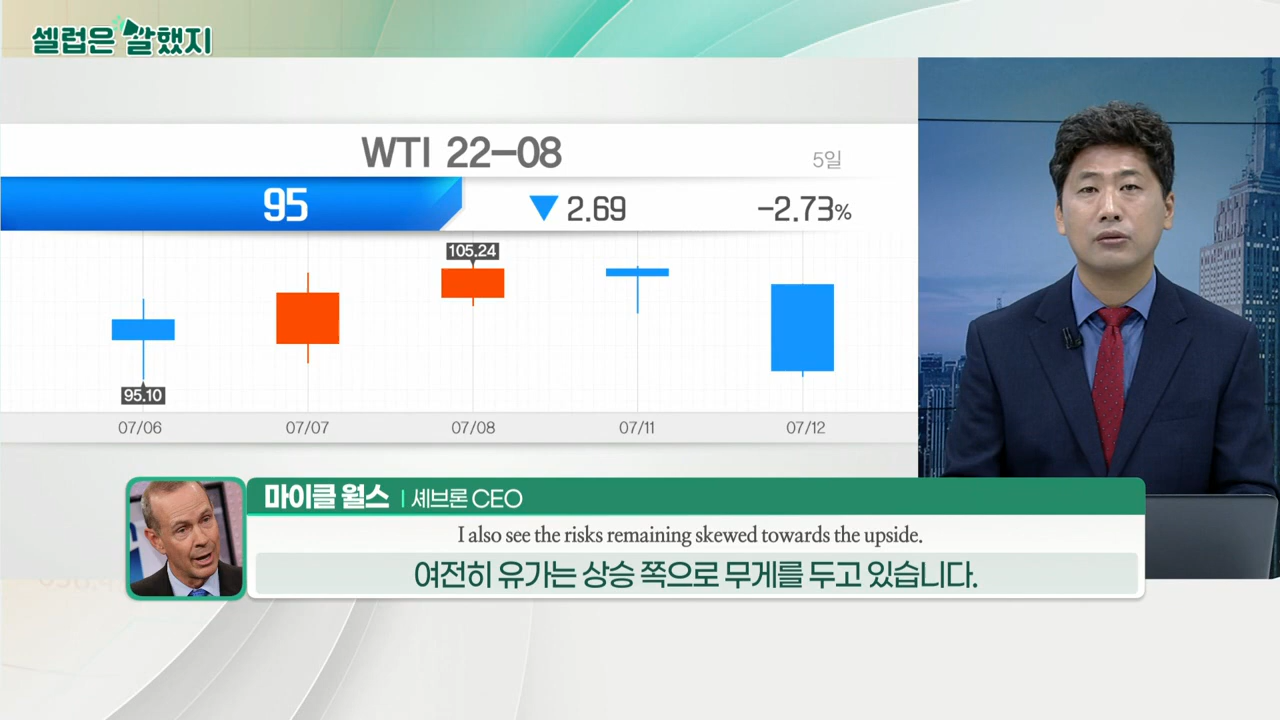 셀럽은 말했지
WTI 22-08
5일
95
▼ 2.69
-2.73%
105.24
95.10
07/06
07/07
07/08
07/11
07/12
마이클 월스 | 셰브론 CEO
I also see the risks remaining skewed towards the upside.
여전히 유가는 상승 쪽으로 무게를 두고 있습니다.